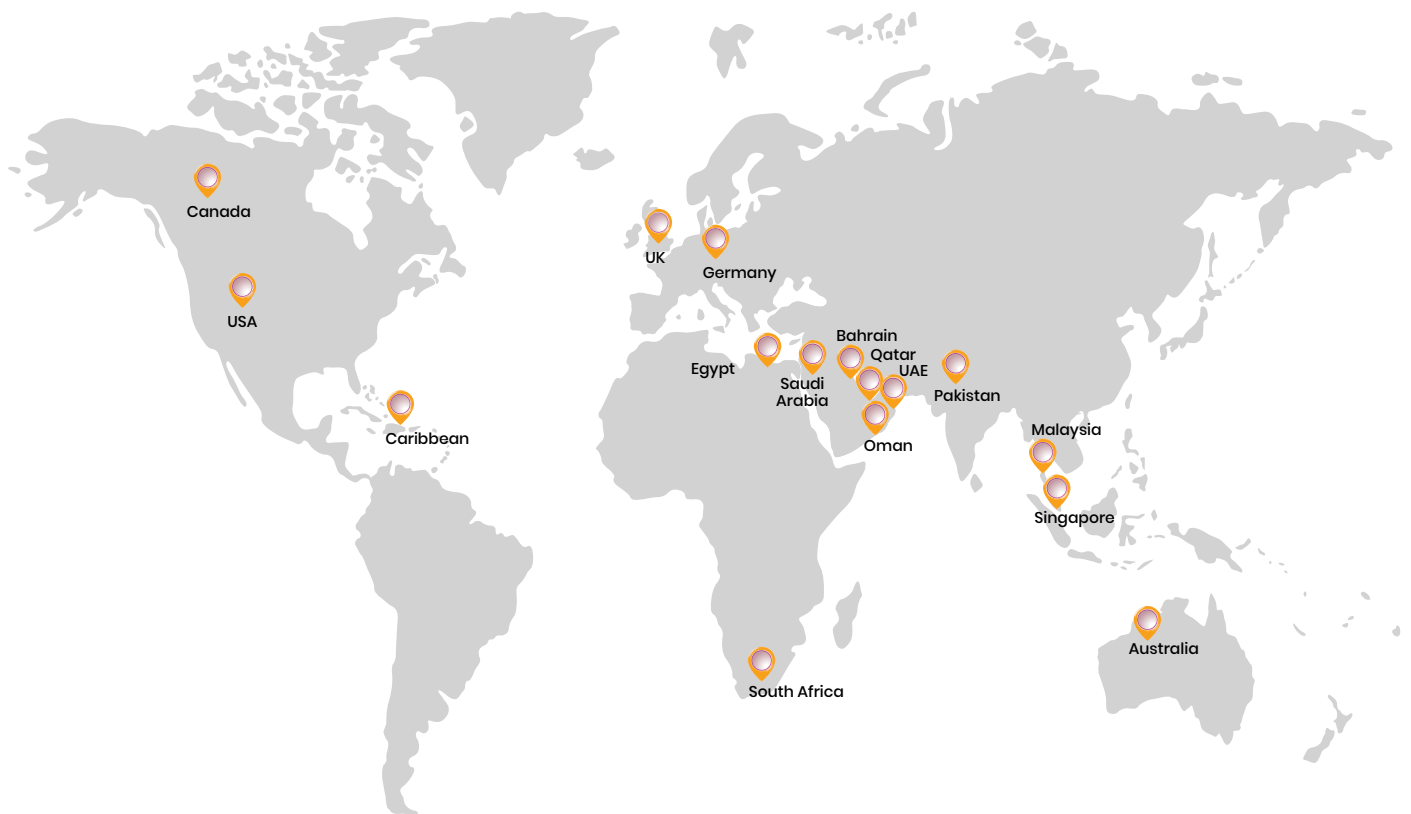 Canada
UK
Germany
USA
Bahrain
Qatar
Egypt
UAE
Saudi
Arabia
Pakistan
Malaysia
Caribbean
Oman
Singapore
Australia
South Africa